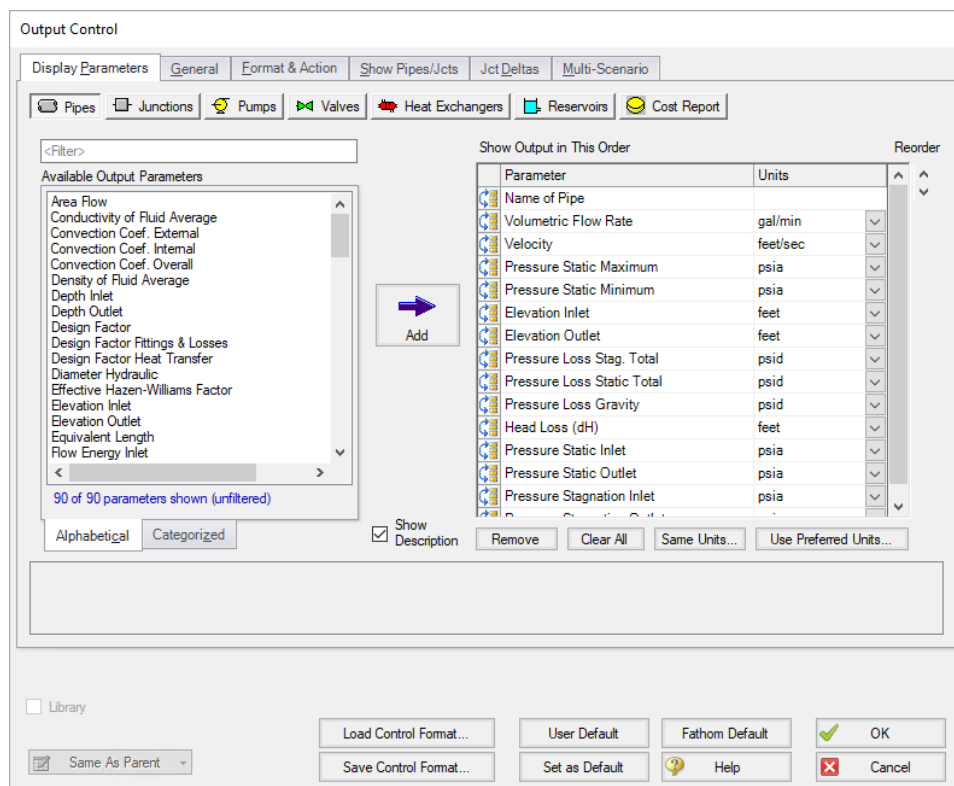 Output Control
Display Parameters General Format & Action Show Pipes/Jcts Jct Deltas Multi-Scenario
Pipes Junctions Pumps Valves Heat Exchangers Reservoirs Cost Report
<Filter>
Available Output Parameters
Area Flow
Conductivity of Fluid Average
Convection Coef. External
Convection Coef. Internal
Convection Coef. Overall
Density of Fluid Average
Depth Inlet
Depth Outlet
Design Factor
Design Factor Fittings & Losses
Design Factor Heat Transfer
Diameter Hydraulic
Effective Hazen-Williams Factor
Elevation Inlet
Elevation Outlet
Equivalent Length
Flow Energy Inlet
90 of 90 parameters shown (unfiltered)
Alphabetical Categorized
Add
Show Description
Show Output in This Order Reorder
Parameter Units
Name of Pipe
Volumetric Flow Rate gal/min
Velocity feet/sec
Pressure Static Maximum psia
Pressure Static Minimum psia
Elevation Inlet feet
Elevation Outlet feet
Pressure Loss Stag. Total psid
Pressure Loss Static Total psid
Pressure Loss Gravity psid
Head Loss (dH) feet
Pressure Static Inlet psia
Pressure Static Outlet psia
Pressure Stagnation Inlet psia
Remove Clear All Same Units... Use Preferred Units...
Library
Same As Parent
Load Control Format... User Default Fathom Default OK
Save Control Format... Set as Default Help Cancel